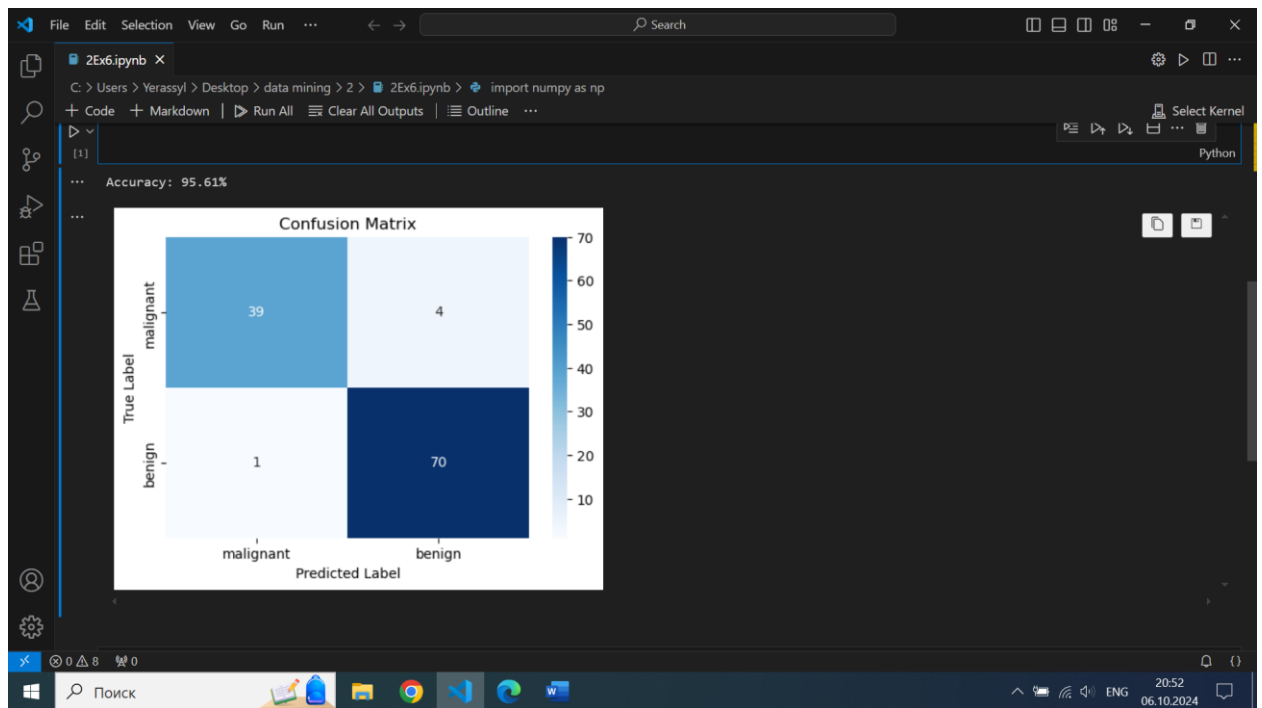 File Edit Selection View Go Run ··· Search
2Ex6.ipynb
C: > Users > Yerassyl > Desktop > data mining > 2 > 2Ex6.ipynb > import numpy as np
+ Code + Markdown | Run All Clear All Outputs | Outline ··· Select Kernel
[1] Python
Accuracy: 95.61%
Confusion Matrix
True Label
malignant
benign
39 4
1 70
malignant benign
Predicted Label
70
60
50
40
30
20
10
0 8 0 {}
Поиск ENG 20:52
06.10.2024